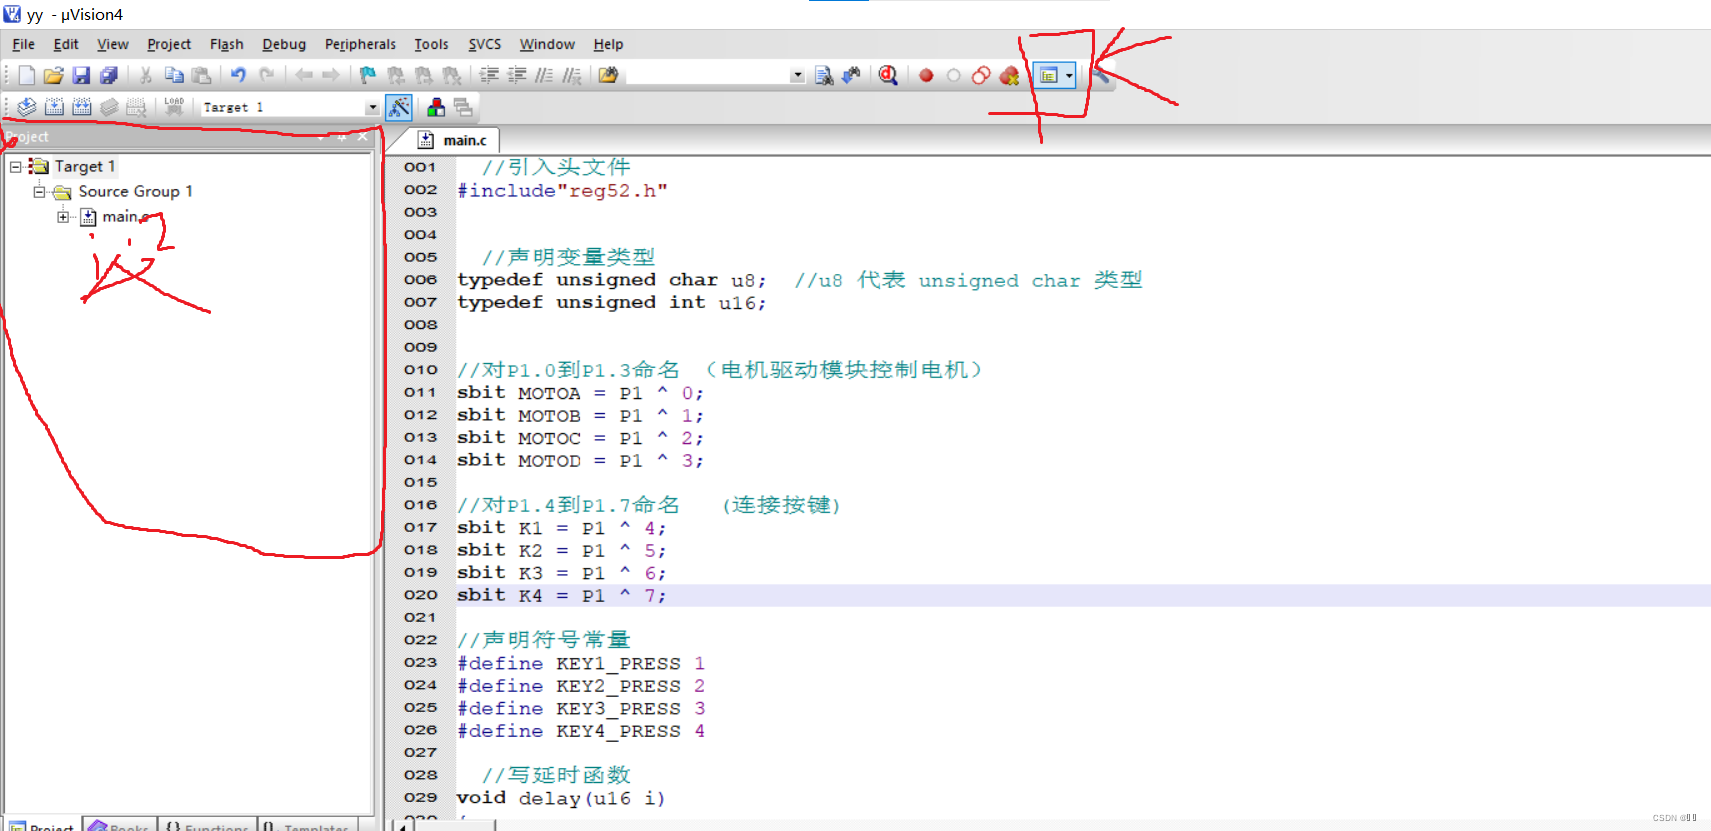 yy - µVision4
File Edit View Project Flash Debug Peripherals Tools SVCS Window Help
LOAD Target 1
Project
main.c
Target 1
Source Group 1
main.c
001 //引入头文件
002 #include"reg52.h"
003
004
005 //声明变量类型
006 typedef unsigned char u8; //u8 代表 unsigned char 类型
007 typedef unsigned int u16;
008
009
010 //对P1.0到P1.3命名 （电机驱动模块控制电机）
011 sbit MOTOA = P1 ^ 0;
012 sbit MOTOB = P1 ^ 1;
013 sbit MOTOC = P1 ^ 2;
014 sbit MOTOD = P1 ^ 3;
015
016 //对P1.4到P1.7命名 (连接按键)
017 sbit K1 = P1 ^ 4;
018 sbit K2 = P1 ^ 5;
019 sbit K3 = P1 ^ 6;
020 sbit K4 = P1 ^ 7;
021
022 //声明符号常量
023 #define KEY1_PRESS 1
024 #define KEY2_PRESS 2
025 #define KEY3_PRESS 3
026 #define KEY4_PRESS 4
027
028 //写延时函数
029 void delay(u16 i)
Project Books {} Functions Templates
CSDN @